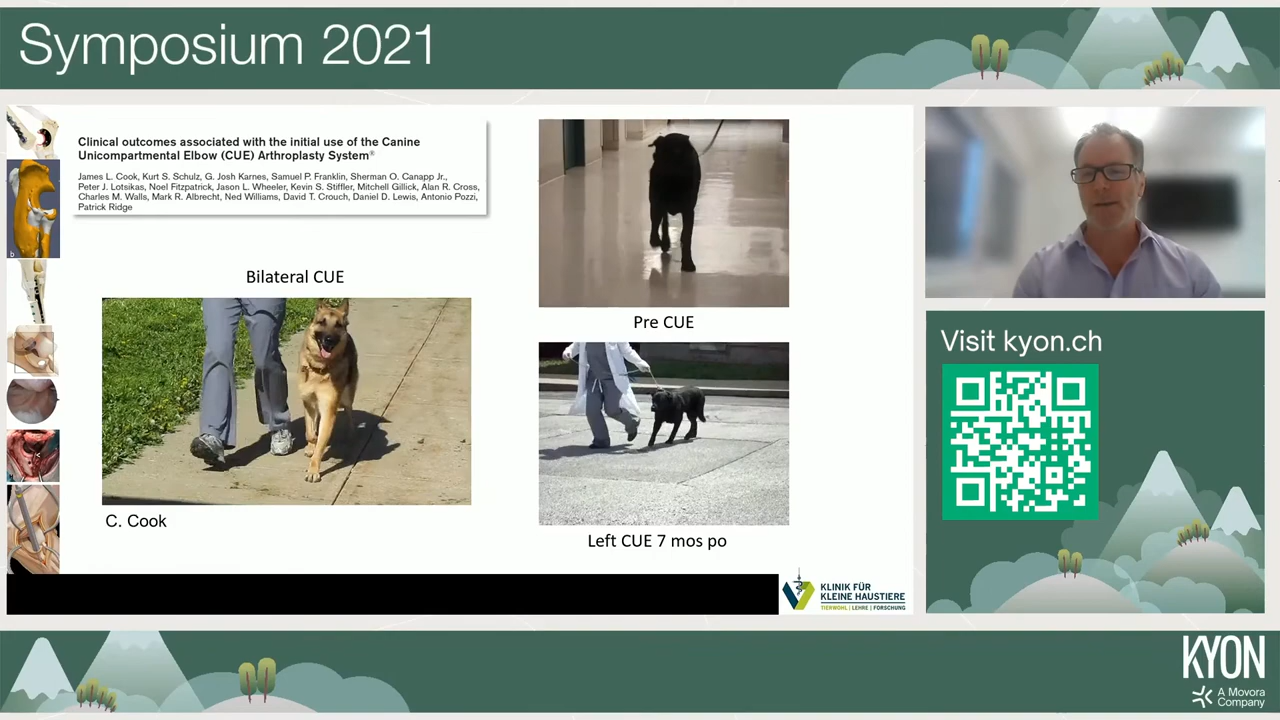 Symposium 2021
Clinical outcomes associated with the initial use of the Canine
Unicompartmental Elbow (CUE) Arthroplasty System®
James L. Cook, Kurt S. Schulz, G. Josh Karnes, Samuel P. Franklin, Sherman O. Canapp Jr.,
Peter J. Lotsikas, Noel Fitzpatrick, Jason L. Wheeler, Kevin S. Stiffler, Mitchell Gillick, Alan R. Cross,
Charles M. Walls, Mark R. Albrecht, Ned Williams, David T. Crouch, Daniel D. Lewis, Antonio Pozzi,
Patrick Ridge
Bilateral CUE
C. Cook
Pre CUE
Left CUE 7 mos po
b
KLINIK FÜR
KLEINE HAUSTIERE
TIERWOHL | LEHRE | FORSCHUNG
Visit kyon.ch
KYON
A Movora
Company